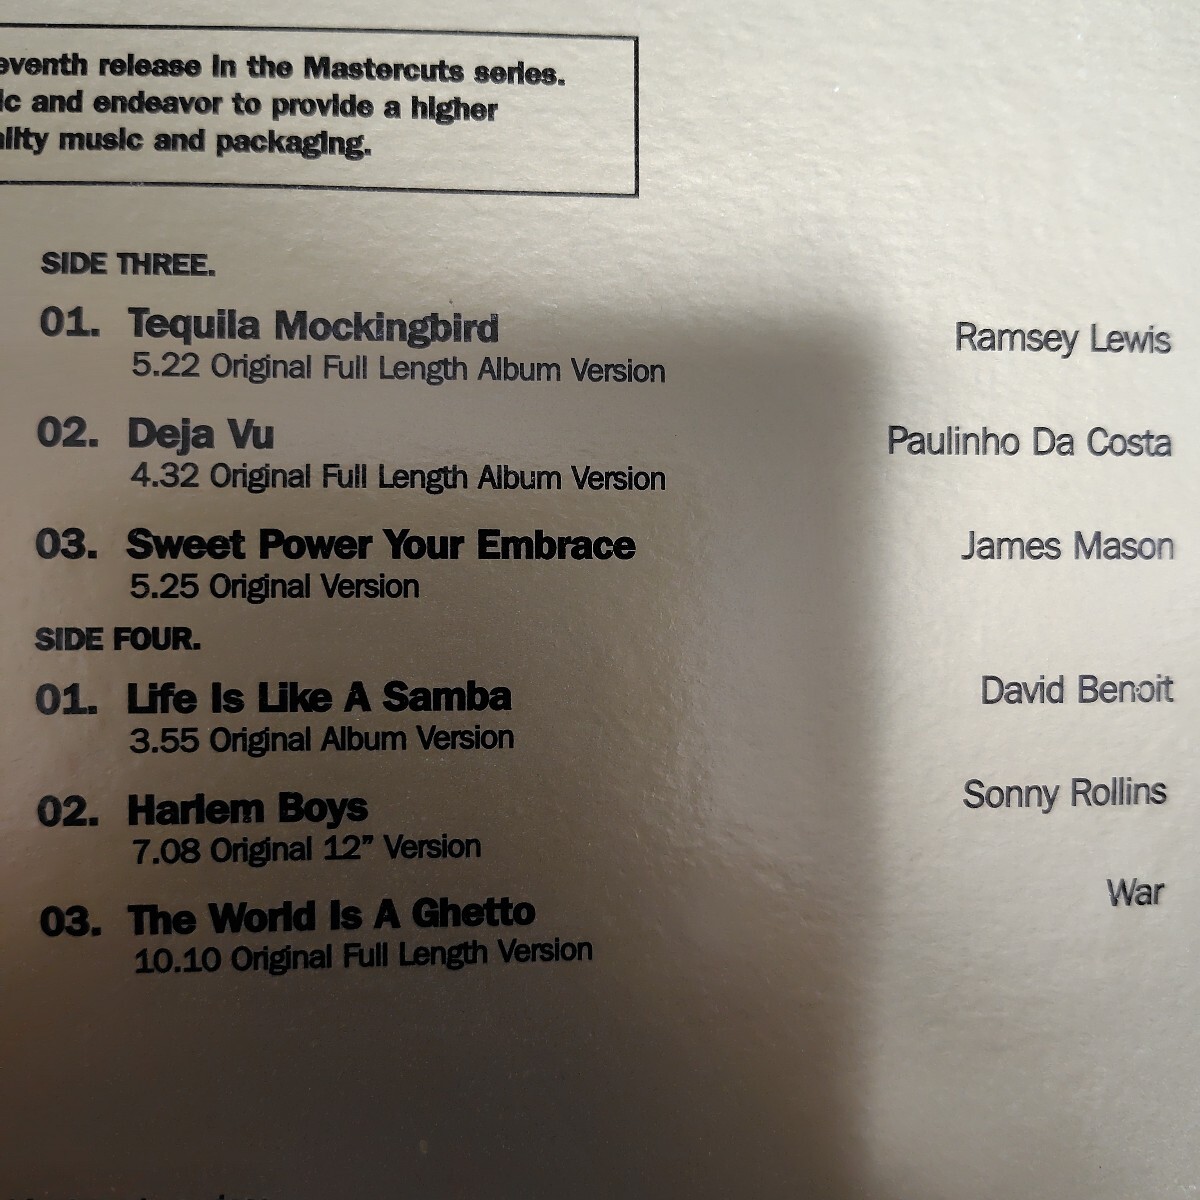 eventh release in the Mastercuts series.
and endeavor to provide a higher
music and packaging.
SIDE THREE.
01. Tequila Mockingbird Ramsey Lewis
5.22 Original Full Length Album Version
02. Deja Vu Paulinho Da Costa
4.32 Original Full Length Album Version
03. Sweet Power Your Embrace James Mason
5.25 Original Version
SIDE FOUR.
01. Life Is Like A Samba David Benoit
3.55 Original Album Version
02. Harlem Boys Sonny Rollins
7.08 Original 12” Version
03. The World Is A Ghetto War
10.10 Original Full Length Version